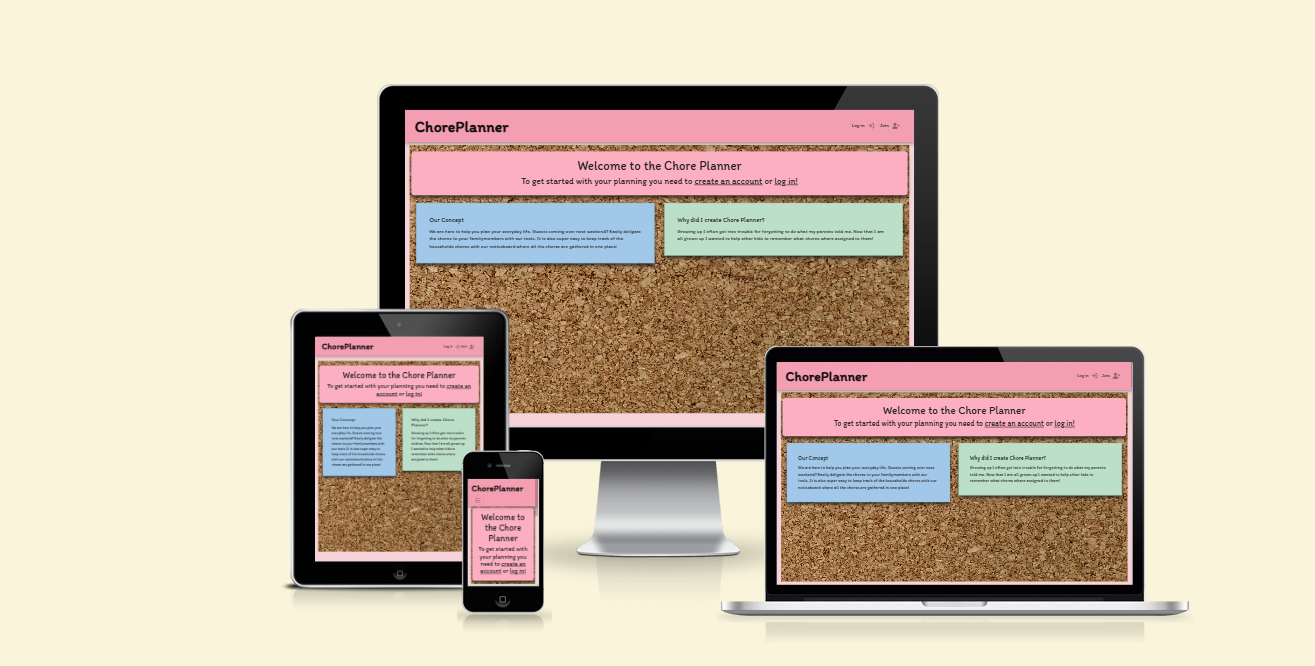 ChorePlanner
Log in Join
Welcome to the Chore Planner
To get started with your planning you need to create an account or log in!
Our Concept
We are here to help you plan your everyday life. Guests coming over next weekend? Easily deligate
the chores to your familymembers with our tools. It is also super easy to keep track of the
households chores with our noticeboard where all the chores are gathered in one place!
Why did I create Chore Planner?
Growing up I often got into trouble for forgetting to do what my parents told me. Now that I am
all grown up I wanted to help other kids to remember what chores where assigned to them!
ChorePlanner
Log in Join
Welcome to the Chore Planner
To get started with your planning you need to create an
account or log in!
Our Concept
We are here to help you plan your
everyday life. Guests coming over
next weekend? Easily deligate the
chores to your familymembers with
our tools. It is also super easy to
keep track of the households chores
with our noticeboard where all the
chores are gathered in one place!
Why did I create Chore
Planner?
Growing up I often got into trouble
for forgetting to do what my parents
told me. Now that I am all grown up
I wanted to help other kids to
remember what chores where
assigned to them!
ChorePlanner
Welcome to
the Chore
Planner
To get started with
your planning you
need to create an
account or log in!
ChorePlanner
Log in Join
Welcome to the Chore Planner
To get started with your planning you need to create an account or log in!
Our Concept
We are here to help you plan your everyday life. Guests coming over next
weekend? Easily deligate the chores to your familymembers with our
tools. It is also super easy to keep track of the households chores with our
noticeboard where all the chores are gathered in one place!
Why did I create Chore Planner?
Growing up I often got into trouble for forgetting to do what my parents
told me. Now that I am all grown up I wanted to help other kids to
remember what chores where assigned to them!